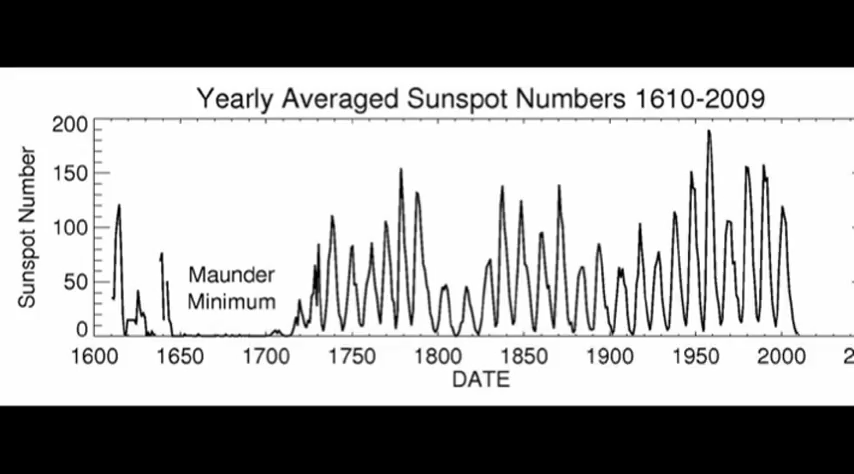 Yearly Averaged Sunspot Numbers 1610-2009
200
150
100
50
0
Sunspot Number
Maunder
Minimum
1600 1650 1700 1750 1800 1850 1900 1950 2000 2
DATE